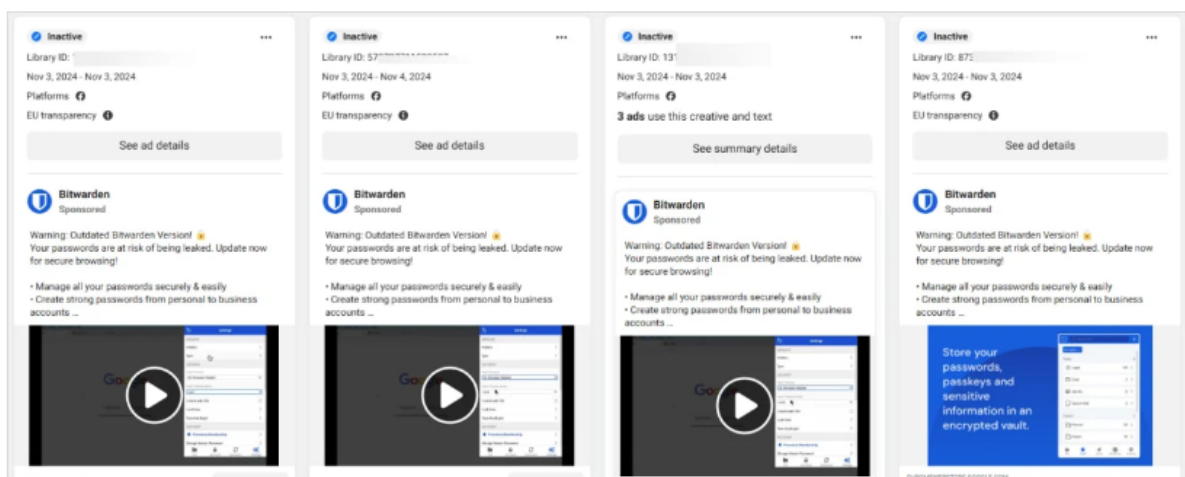 Inactive
Library ID:
Nov 3, 2024 - Nov 3, 2024
Platforms
EU transparency
See ad details
Bitwarden
Sponsored
Warning: Outdated Bitwarden Version! 🔒
Your passwords are at risk of being leaked. Update now
for secure browsing!
• Manage all your passwords securely & easily
• Create strong passwords from personal to business
accounts ...
Inactive
Library ID: 57
Nov 3, 2024 - Nov 4, 2024
Platforms
EU transparency
See ad details
Bitwarden
Sponsored
Warning: Outdated Bitwarden Version! 🔒
Your passwords are at risk of being leaked. Update now
for secure browsing!
• Manage all your passwords securely & easily
• Create strong passwords from personal to business
accounts ...
Inactive
Library ID: 13
Nov 3, 2024 - Nov 3, 2024
Platforms
3 ads use this creative and text
See summary details
Bitwarden
Sponsored
Warning: Outdated Bitwarden Version! 🔒
Your passwords are at risk of being leaked. Update now
for secure browsing!
• Manage all your passwords securely & easily
• Create strong passwords from personal to business
accounts ...
Inactive
Library ID: 873
Nov 3, 2024 - Nov 3, 2024
Platforms
EU transparency
See ad details
Bitwarden
Sponsored
Warning: Outdated Bitwarden Version! 🔒
Your passwords are at risk of being leaked. Update now
for secure browsing!
• Manage all your passwords securely & easily
• Create strong passwords from personal to business
accounts ...
Store your
passwords,
passkeys and
sensitive
information in an
encrypted vault.